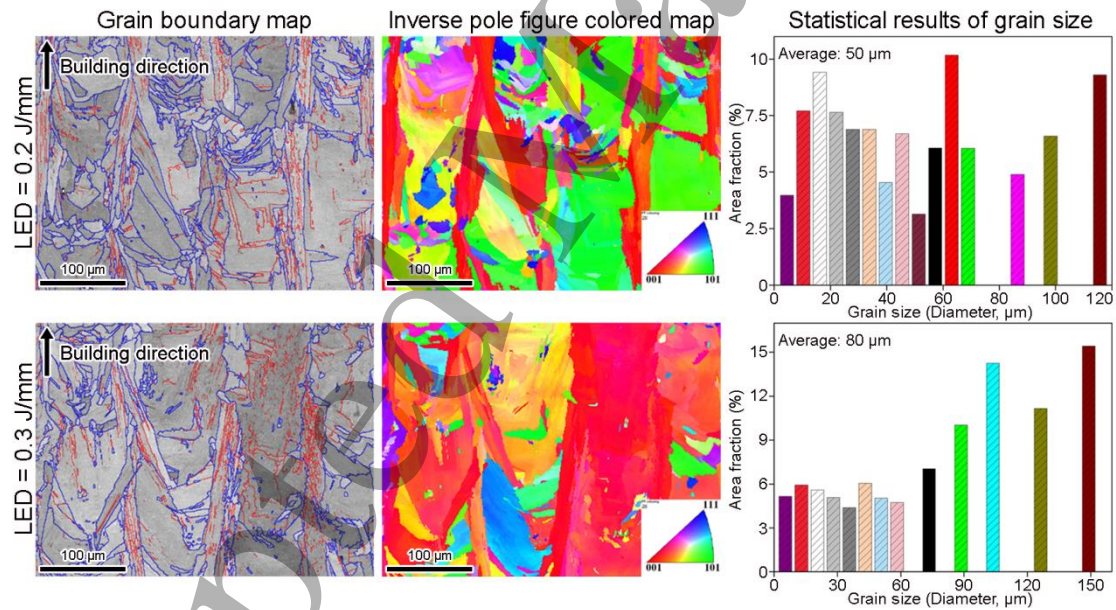 Grain boundary map
Inverse pole figure colored map
Statistical results of grain size
LED = 0.2 J/mm
Building direction
100 µm
100 µm
111
001
101
Average: 50 µm
Area fraction (%)
10
7.5
5
2.5
0
0 20 40 60 80 100 120
Grain size (Diameter, µm)
LED = 0.3 J/mm
Building direction
100 µm
100 µm
111
001
101
Average: 80 µm
Area fraction (%)
15
12
9
6
3
0
0 30 60 90 120 150
Grain size (Diameter, µm)